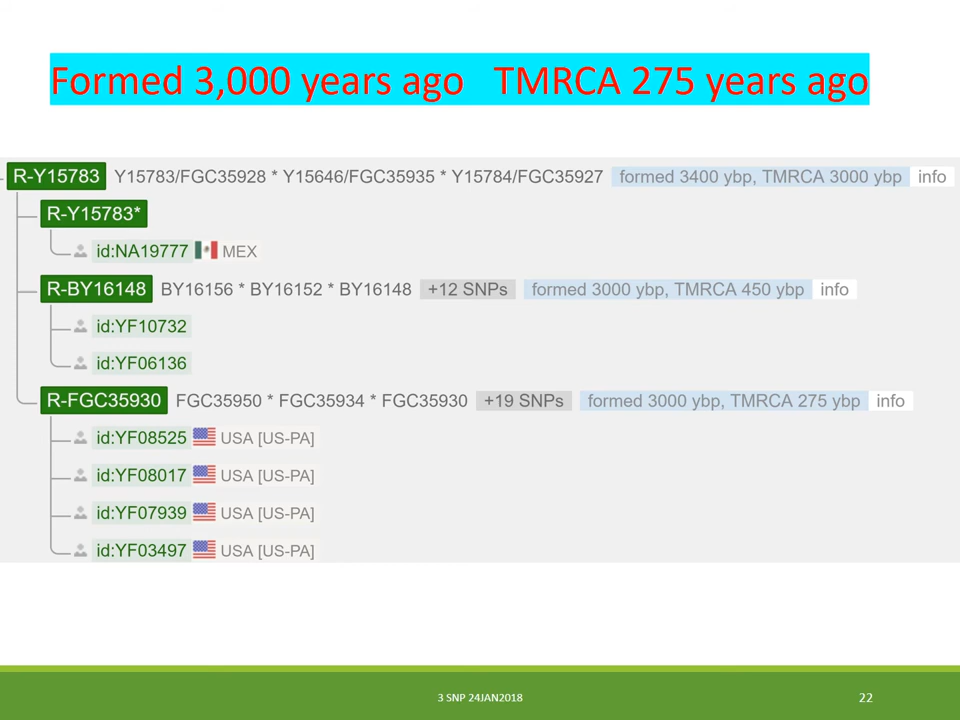 Formed 3,000 years ago   TMRCA 275 years ago
R-Y15783 Y15783/FGC35928 * Y15646/FGC35935 * Y15784/FGC35927 formed 3400 ybp, TMRCA 3000 ybp info
R-Y15783*
id:NA19777 MEX
R-BY16148 BY16156 * BY16152 * BY16148 +12 SNPs formed 3000 ybp, TMRCA 450 ybp info
id:YF10732
id:YF06136
R-FGC35930 FGC35950 * FGC35934 * FGC35930 +19 SNPs formed 3000 ybp, TMRCA 275 ybp info
id:YF08525 USA [US-PA]
id:YF08017 USA [US-PA]
id:YF07939 USA [US-PA]
id:YF03497 USA [US-PA]
3 SNP 24JAN2018 22